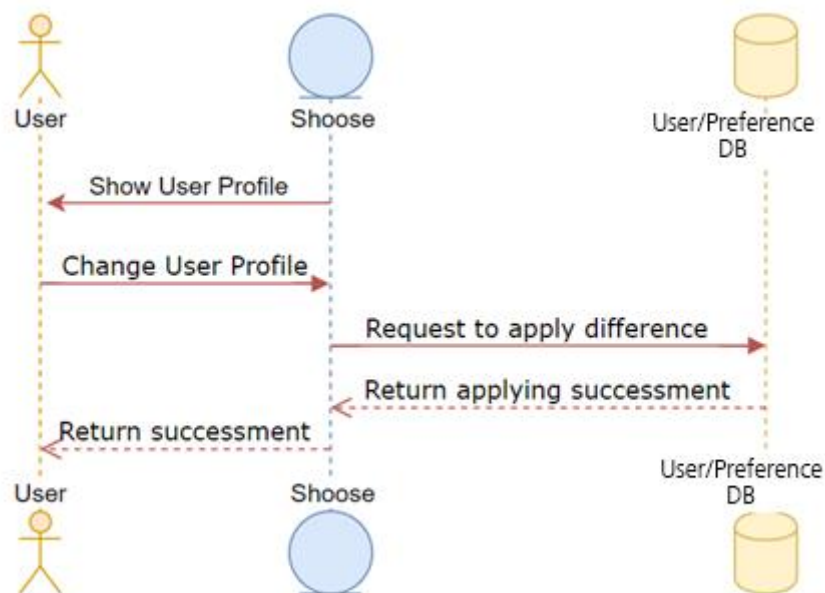 User
Shoose
User/Preference
DB
Show User Profile
Change User Profile
Request to apply difference
Return applying successment
Return successment
User/Preference
DB
User
Shoose